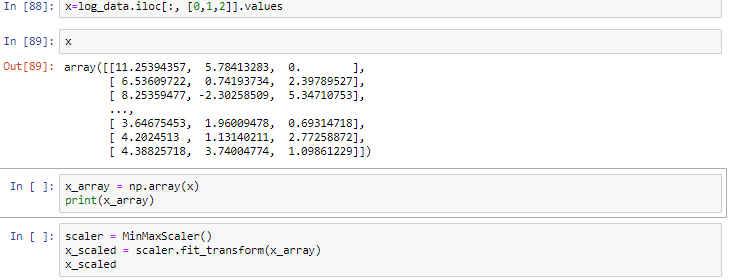 In [88]: x=log_data.iloc[:, [0,1,2]].values
In [89]: x
Out[89]: array([[11.25394357,  5.78413283,  0.        ],
[ 6.53609722,  0.74193734,  2.39789527],
[ 8.25359477, -2.30258509,  5.34710753],
...,
[ 3.64675453,  1.96009478,  0.69314718],
[ 4.2024513 ,  1.13140211,  2.77258872],
[ 4.38825718,  3.74004774,  1.09861229]])
In [ ]: x_array = np.array(x)
print(x_array)
In [ ]: scaler = MinMaxScaler()
x_scaled = scaler.fit_transform(x_array)
x_scaled